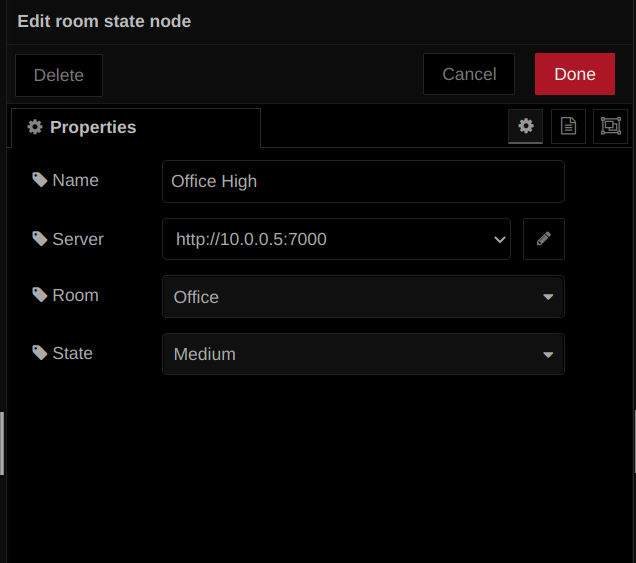 Edit room state node
Delete
Cancel
Done
Properties
Name
Office High
Server
http://10.0.0.5:7000
Room
Office
State
Medium